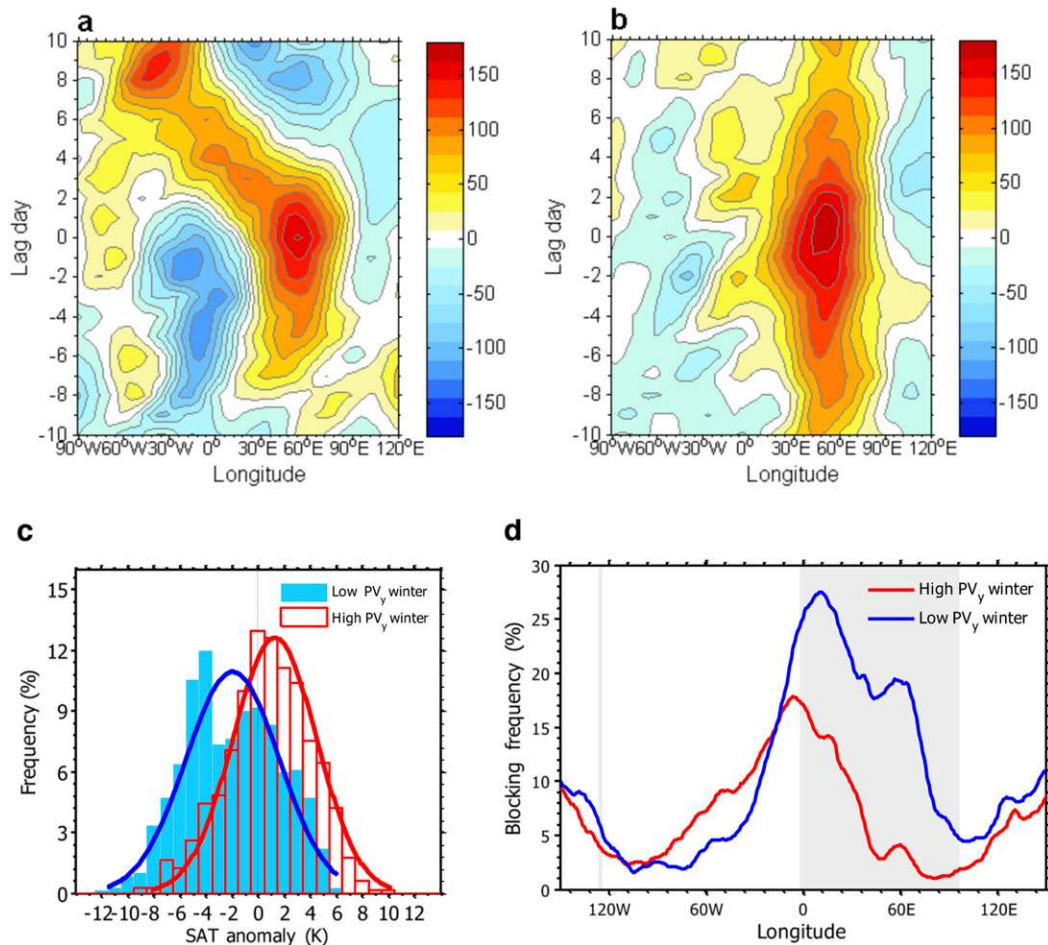 a
10
8
6
4
2
0
-2
-4
-6
-8
-10
Lag day
90°W 60°W 30°W 0° 30°E 60°E 90°E 120°E
Longitude
150
100
50
0
-50
-100
-150
b
10
8
6
4
2
0
-2
-4
-6
-8
-10
Lag day
90°W 60°W 30°W 0° 30°E 60°E 90°E 120°E
Longitude
150
100
50
0
-50
-100
-150
c
15
12
9
6
3
0
Frequency (%)
Low PVy winter
High PVy winter
-12 -10 -8 -6 -4 -2 0 2 4 6 8 10 12
SAT anomaly (K)
d
30
25
20
15
10
5
0
Blocking frequency (%)
High PVy winter
Low PVy winter
120W 60W 0 60E 120E
Longitude